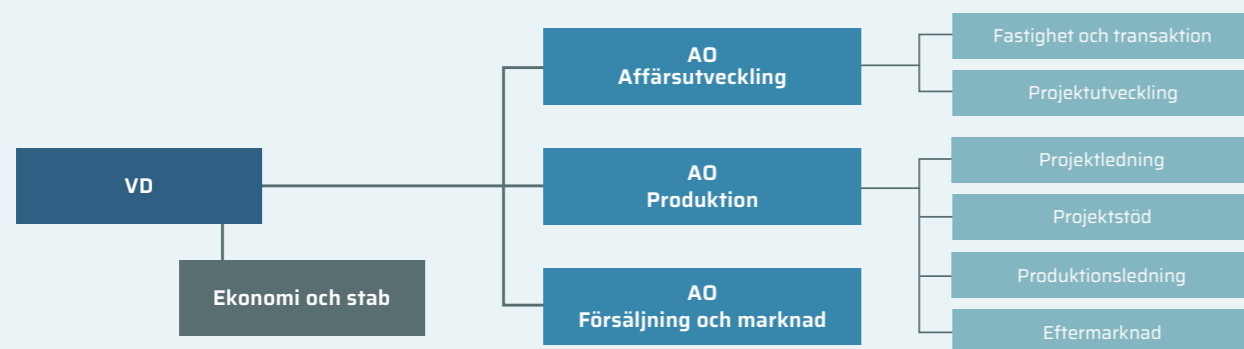 VD
Ekonomi och stab
AO
Affärsutveckling
AO
Produktion
AO
Försäljning och marknad
Fastighet och transaktion
Projektutveckling
Projektledning
Projektstöd
Produktionsledning
Eftermarknad